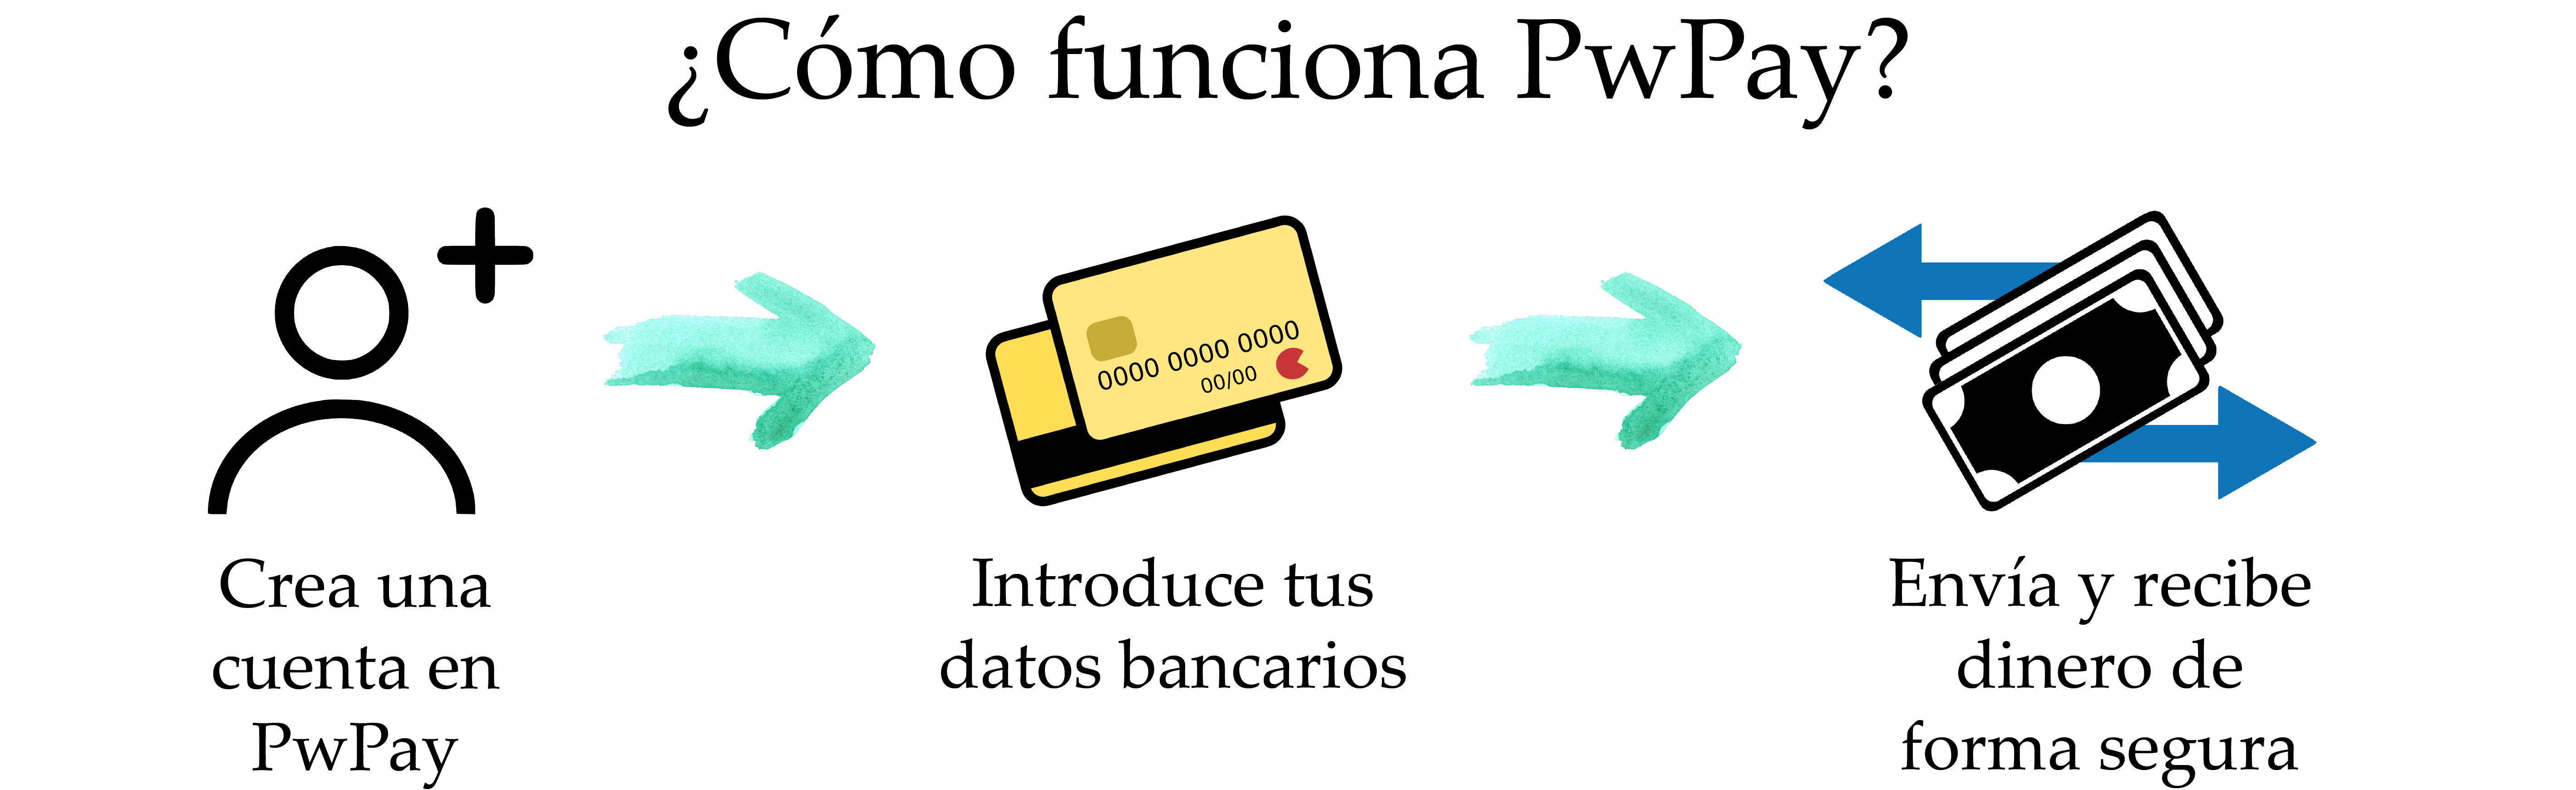 ¿Cómo funciona PwPay?
0000 0000 0000
00/00
Crea una
cuenta en
PwPay
Introduce tus
datos bancarios
Envía y recibe
dinero de
forma segura